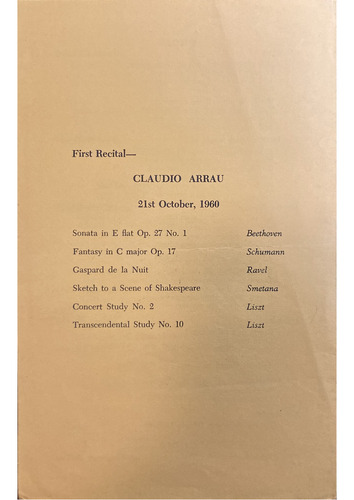 First Recital—
CLAUDIO ARRAU
21st October, 1960
Sonata in E flat Op. 27 No. 1 Beethoven
Fantasy in C major Op. 17 Schumann
Gaspard de la Nuit Ravel
Sketch to a Scene of Shakespeare Smetana
Concert Study No. 2 Liszt
Transcendental Study No. 10 Liszt